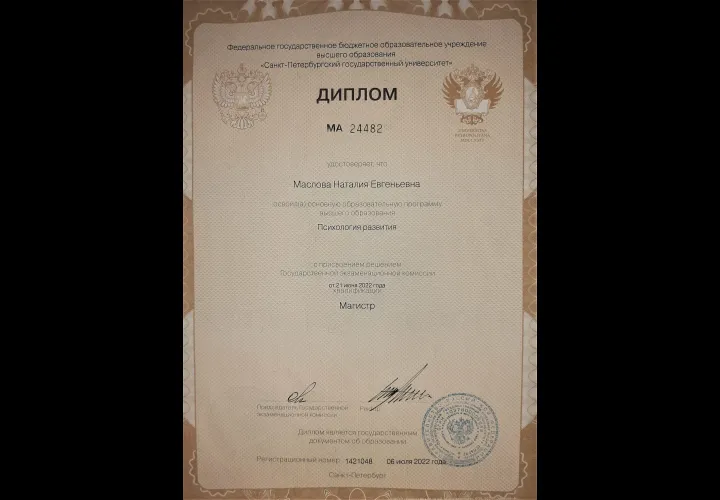 Федеральное государственное бюджетное образовательное учреждение
высшего образования
«Санкт-Петербургский государственный университет»
ДИПЛОМ
МА 24482
удостоверяет, что
Маслова Наталия Евгеньевна
освоил(а) основную образовательную программу
высшего образования
Психология развития
с присвоением решением
Государственной экзаменационной комиссии
от 21 июня 2022 года
квалификации
Магистр
Председатель Государственной
экзаменационной комиссии
Диплом является государственным
документом об образовании
Регистрационный номер 1421046 06 июля 2022 года
Санкт-Петербург